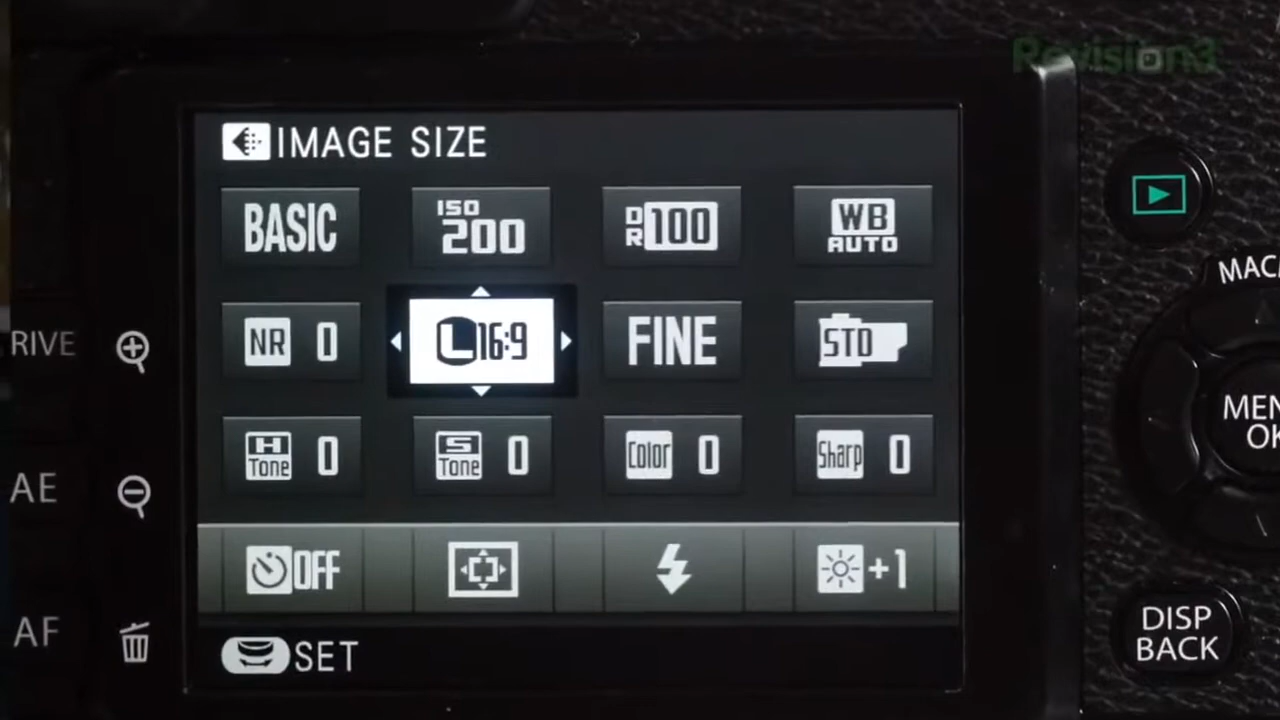 Revision3
IMAGE SIZE
BASIC
ISO
200
DR 100
WB
AUTO
MAC
RIVE
NR 0
L 16:9
FINE
STD
MEN
OK
H
Tone 0
S
Tone 0
Color 0
Sharp 0
AE
OFF
+1
DISP
BACK
AF
SET